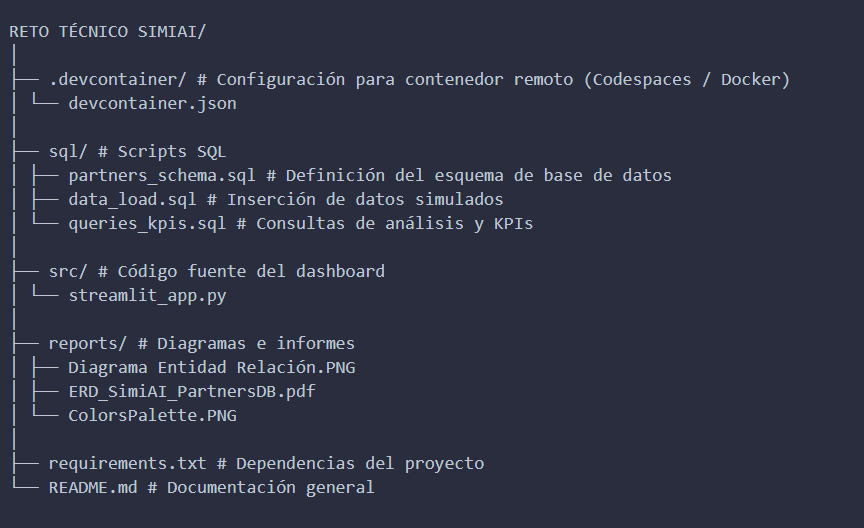 RETO TÉCNICO SIMIAI/
│
├── .devcontainer/ # Configuración para contenedor remoto (Codespaces / Docker)
│ └── devcontainer.json
│
├── sql/ # Scripts SQL
│ ├── partners_schema.sql # Definición del esquema de base de datos
│ ├── data_load.sql # Inserción de datos simulados
│ └── queries_kpis.sql # Consultas de análisis y KPIs
│
├── src/ # Código fuente del dashboard
│ └── streamlit_app.py
│
├── reports/ # Diagramas e informes
│ ├── Diagrama Entidad Relación.PNG
│ ├── ERD_SimiAI_PartnersDB.pdf
│ └── ColorsPalette.PNG
│
├── requirements.txt # Dependencias del proyecto
└── README.md # Documentación general